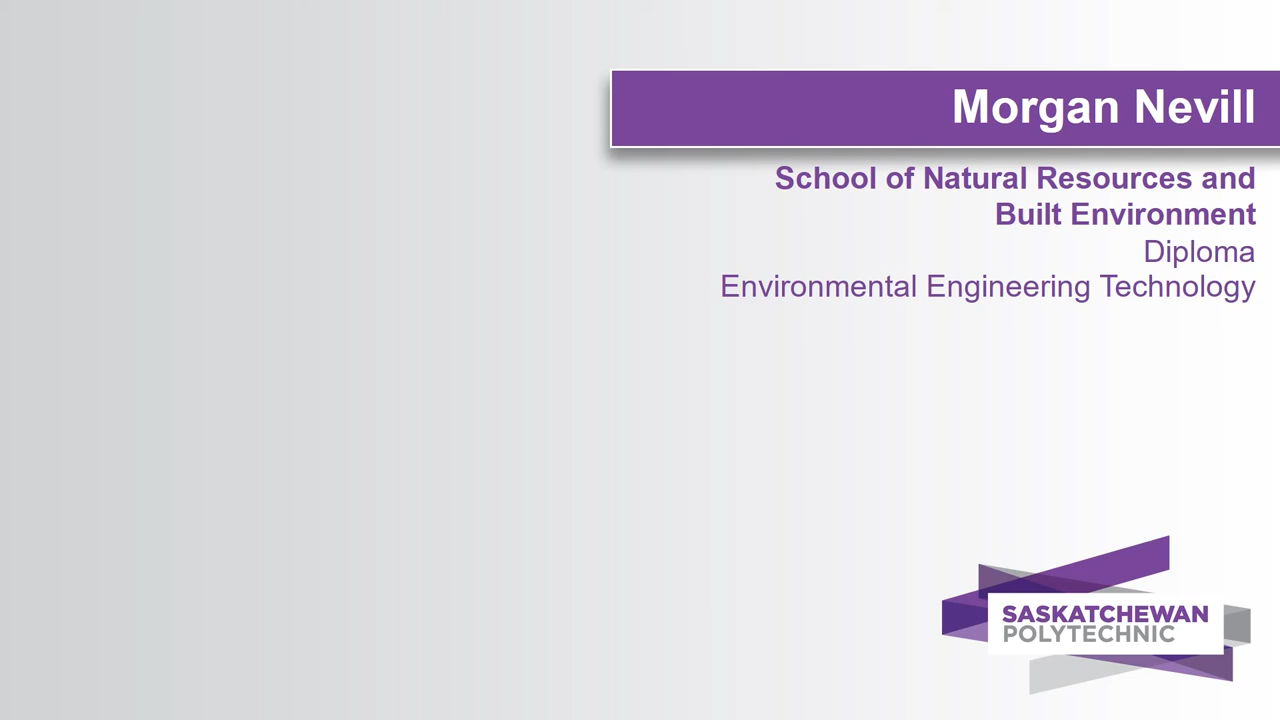 Morgan Nevill
School of Natural Resources and
Built Environment
Diploma
Environmental Engineering Technology
SASKATCHEWAN
POLYTECHNIC